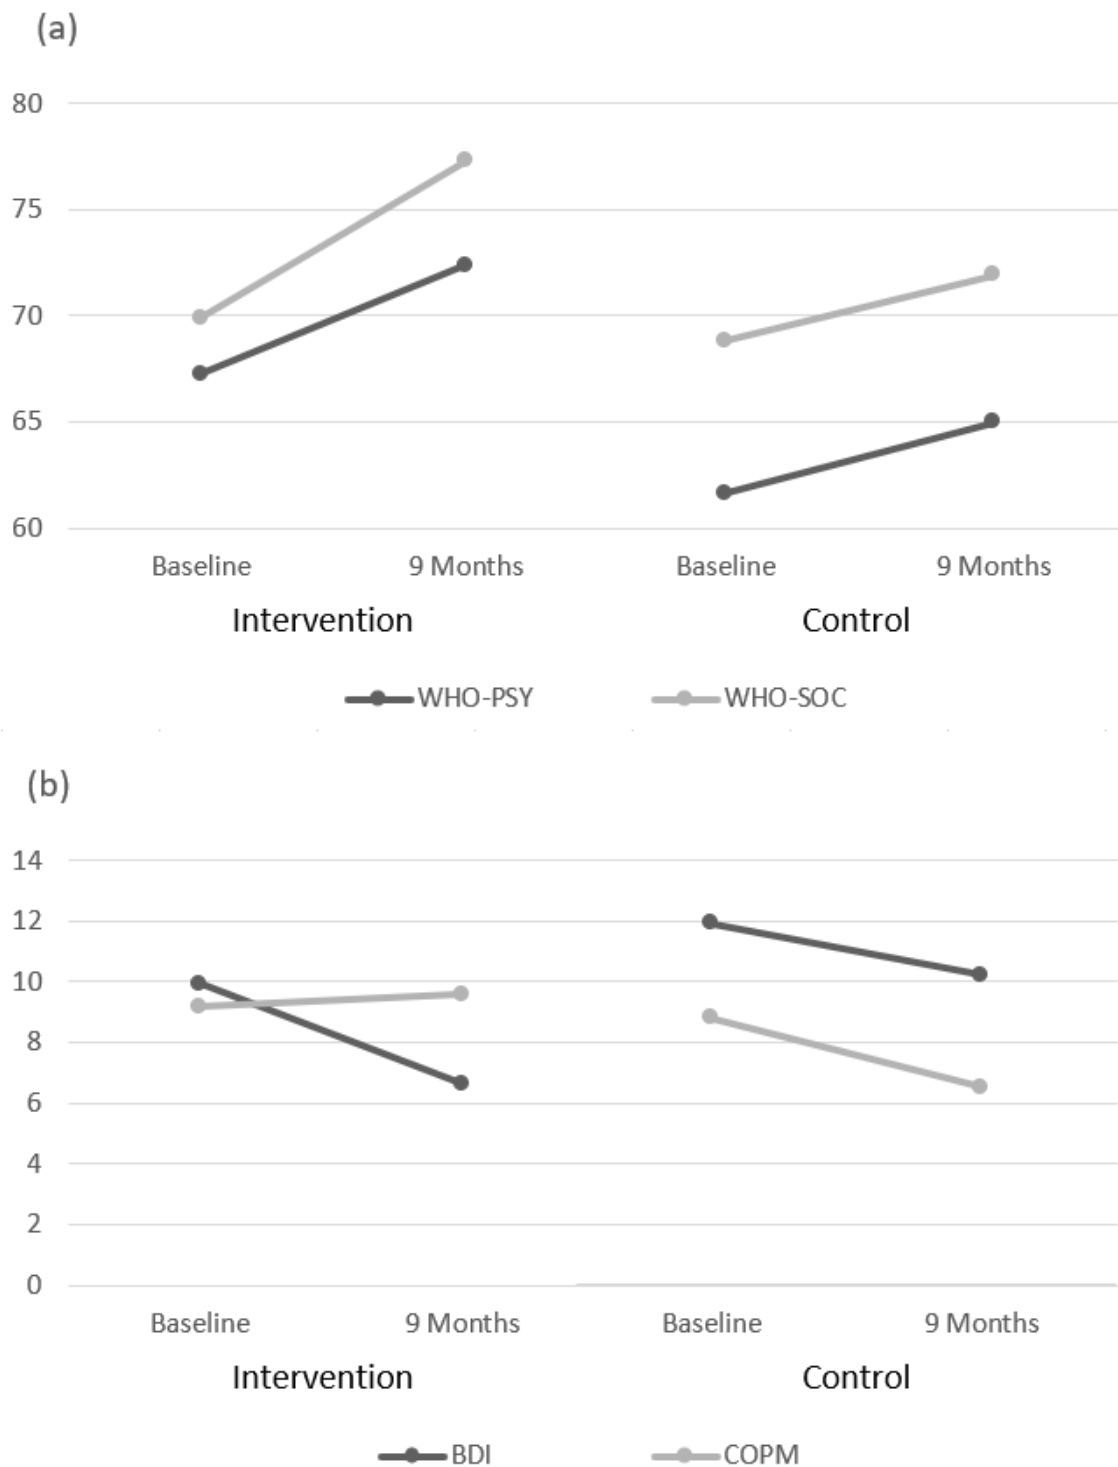 (a)
80
75
70
65
60
Baseline 9 Months Baseline 9 Months
Intervention Control
WHO-PSY WHO-SOC
(b)
14
12
10
8
6
4
2
0
Baseline 9 Months Baseline 9 Months
Intervention Control
BDI COPM